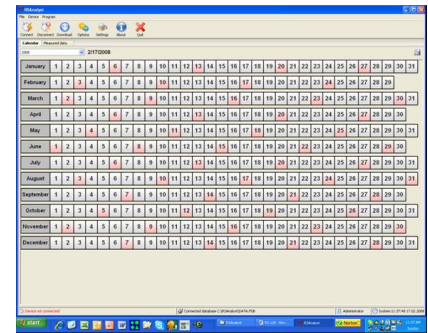 RSAnalyst
File Device Program
Connect Disconnect Download Options Settings About Quit
Calendar Measured data
2008 2/17/2008
January 1 2 3 4 5 6 7 8 9 10 11 12 13 14 15 16 17 18 19 20 21 22 23 24 25 26 27 28 29 30 31
February 1 2 3 4 5 6 7 8 9 10 11 12 13 14 15 16 17 18 19 20 21 22 23 24 25 26 27 28 29
March 1 2 3 4 5 6 7 8 9 10 11 12 13 14 15 16 17 18 19 20 21 22 23 24 25 26 27 28 29 30 31
April 1 2 3 4 5 6 7 8 9 10 11 12 13 14 15 16 17 18 19 20 21 22 23 24 25 26 27 28 29 30
May 1 2 3 4 5 6 7 8 9 10 11 12 13 14 15 16 17 18 19 20 21 22 23 24 25 26 27 28 29 30 31
June 1 2 3 4 5 6 7 8 9 10 11 12 13 14 15 16 17 18 19 20 21 22 23 24 25 26 27 28 29 30
July 1 2 3 4 5 6 7 8 9 10 11 12 13 14 15 16 17 18 19 20 21 22 23 24 25 26 27 28 29 30 31
August 1 2 3 4 5 6 7 8 9 10 11 12 13 14 15 16 17 18 19 20 21 22 23 24 25 26 27 28 29 30 31
September 1 2 3 4 5 6 7 8 9 10 11 12 13 14 15 16 17 18 19 20 21 22 23 24 25 26 27 28 29 30
October 1 2 3 4 5 6 7 8 9 10 11 12 13 14 15 16 17 18 19 20 21 22 23 24 25 26 27 28 29 30 31
November 1 2 3 4 5 6 7 8 9 10 11 12 13 14 15 16 17 18 19 20 21 22 23 24 25 26 27 28 29 30
December 1 2 3 4 5 6 7 8 9 10 11 12 13 14 15 16 17 18 19 20 21 22 23 24 25 26 27 28 29 30 31
Device not connected! Connected database Administrator System 11:37:48 17.02.2008
start Norton